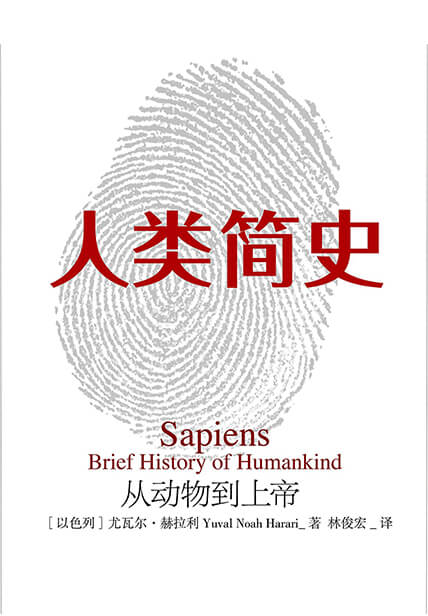 人类简史
Sapiens
Brief History of Humankind
从动物到上帝
[以色列]尤瓦尔·赫拉利 Yuval Noah Harari_著 林俊宏_译